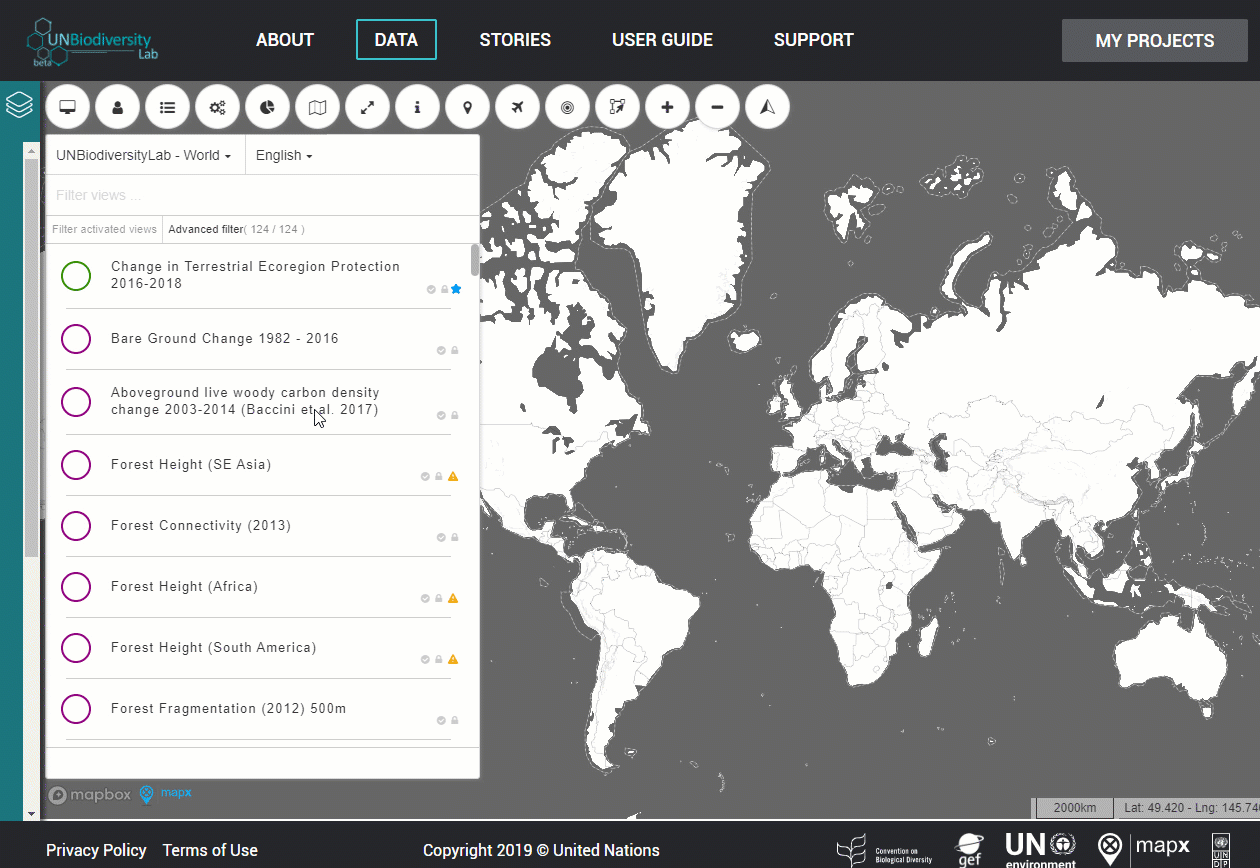 UNBiodiversity
Lab
beta
ABOUT
DATA
STORIES
USER GUIDE
SUPPORT
MY PROJECTS
UNBiodiversityLab - World
English
Filter views ...
Filter activated views
Advanced filter( 124 / 124 )
Change in Terrestrial Ecoregion Protection
2016-2018
Bare Ground Change 1982 - 2016
Aboveground live woody carbon density
change 2003-2014 (Baccini et al. 2017)
Forest Height (SE Asia)
Forest Connectivity (2013)
Forest Height (Africa)
Forest Height (South America)
Forest Fragmentation (2012) 500m
mapbox
mapx
2000km
Lat: 49.420 - Lng: 145.740
Privacy Policy
Terms of Use
Copyright 2019 © United Nations
Convention on
Biological Diversity
gef
UN
environment
mapx
UN
DP